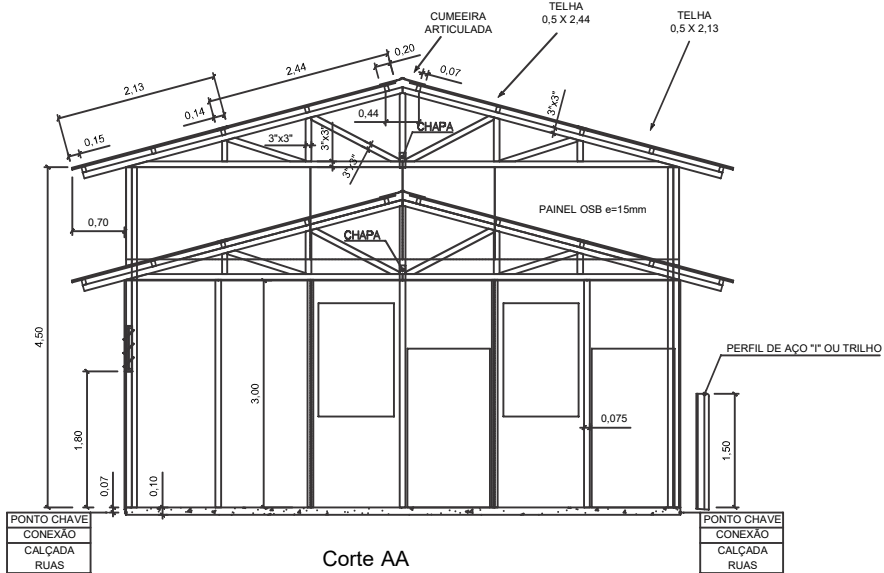 CUMEEIRA
ARTICULADA
TELHA
0,5 X 2,44
TELHA
0,5 X 2,13
0,20
0,07
2,44
2,13
0,14
0,15
0,44
CHAPA
3"x3"
3"x3"
3"x3"
3"x3"
0,70
PAINEL OSB e=15mm
CHAPA
4,50
3,00
1,80
0,07
0,10
0,075
PERFIL DE AÇO "I" OU TRILHO
1,50
PONTO CHAVE
CONEXÃO
CALÇADA
RUAS
PONTO CHAVE
CONEXÃO
CALÇADA
RUAS
Corte AA